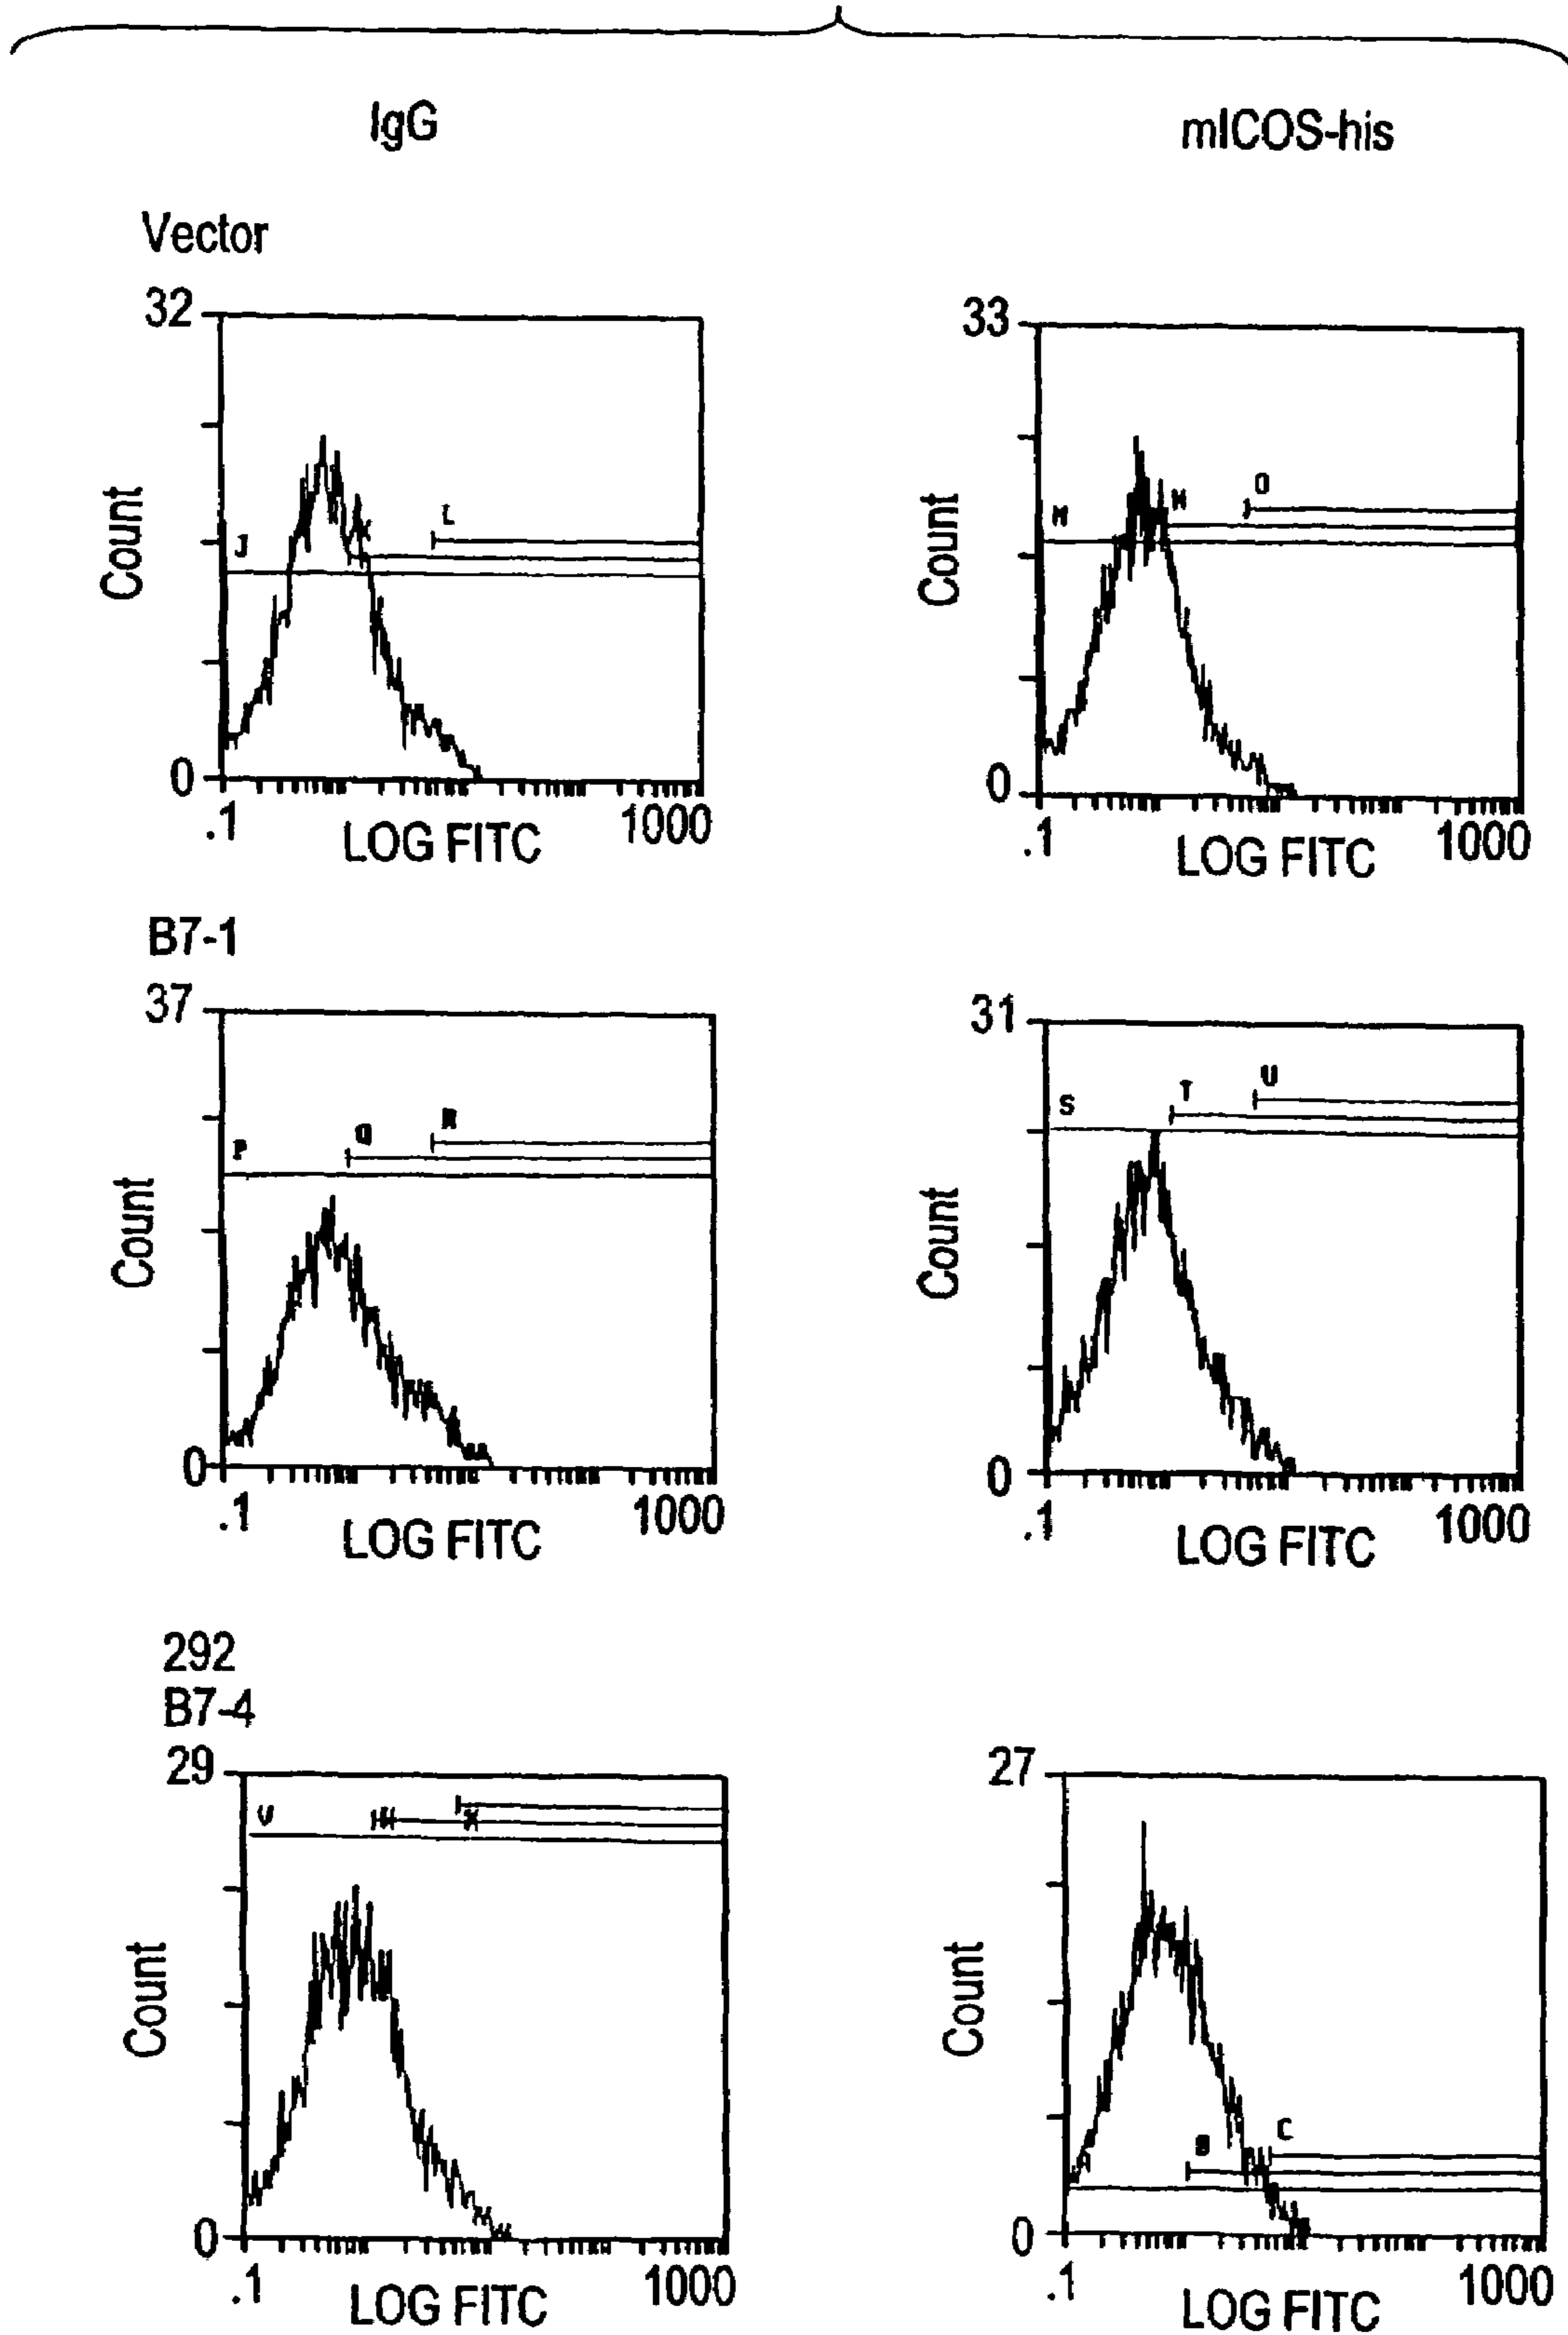 IgG
mICOS-his
Vector
32
Count
J
K
L
0
.1
1000
LOG FITC
33
Count
M
N
O
0
.1
1000
LOG FITC
B7-1
37
Count
P
Q
0
.1
1000
LOG FITC
31
Count
S
T
U
0
.1
1000
LOG FITC
292
B7-4
29
Count
V
X
0
.1
1000
LOG FITC
27
Count
B
C
0
.1
1000
LOG FITC